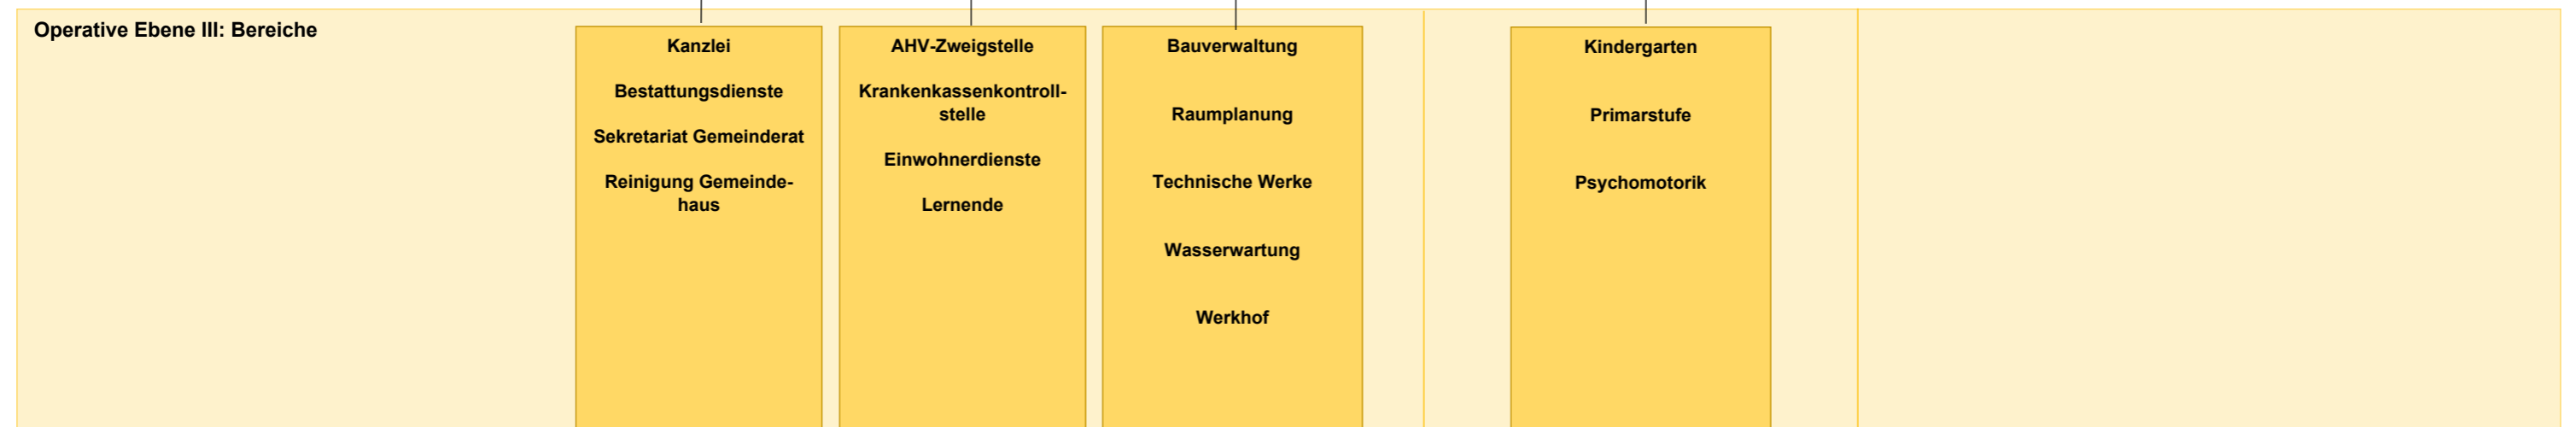 Operative Ebene III: Bereiche
Kanzlei
Bestattungsdienste
Sekretariat Gemeinderat
Reinigung Gemeinde-
haus
AHV-Zweigstelle
Krankenkassenkontroll-
stelle
Einwohnerdienste
Lernende
Bauverwaltung
Raumplanung
Technische Werke
Wasserwartung
Werkhof
Kindergarten
Primarstufe
Psychomotorik